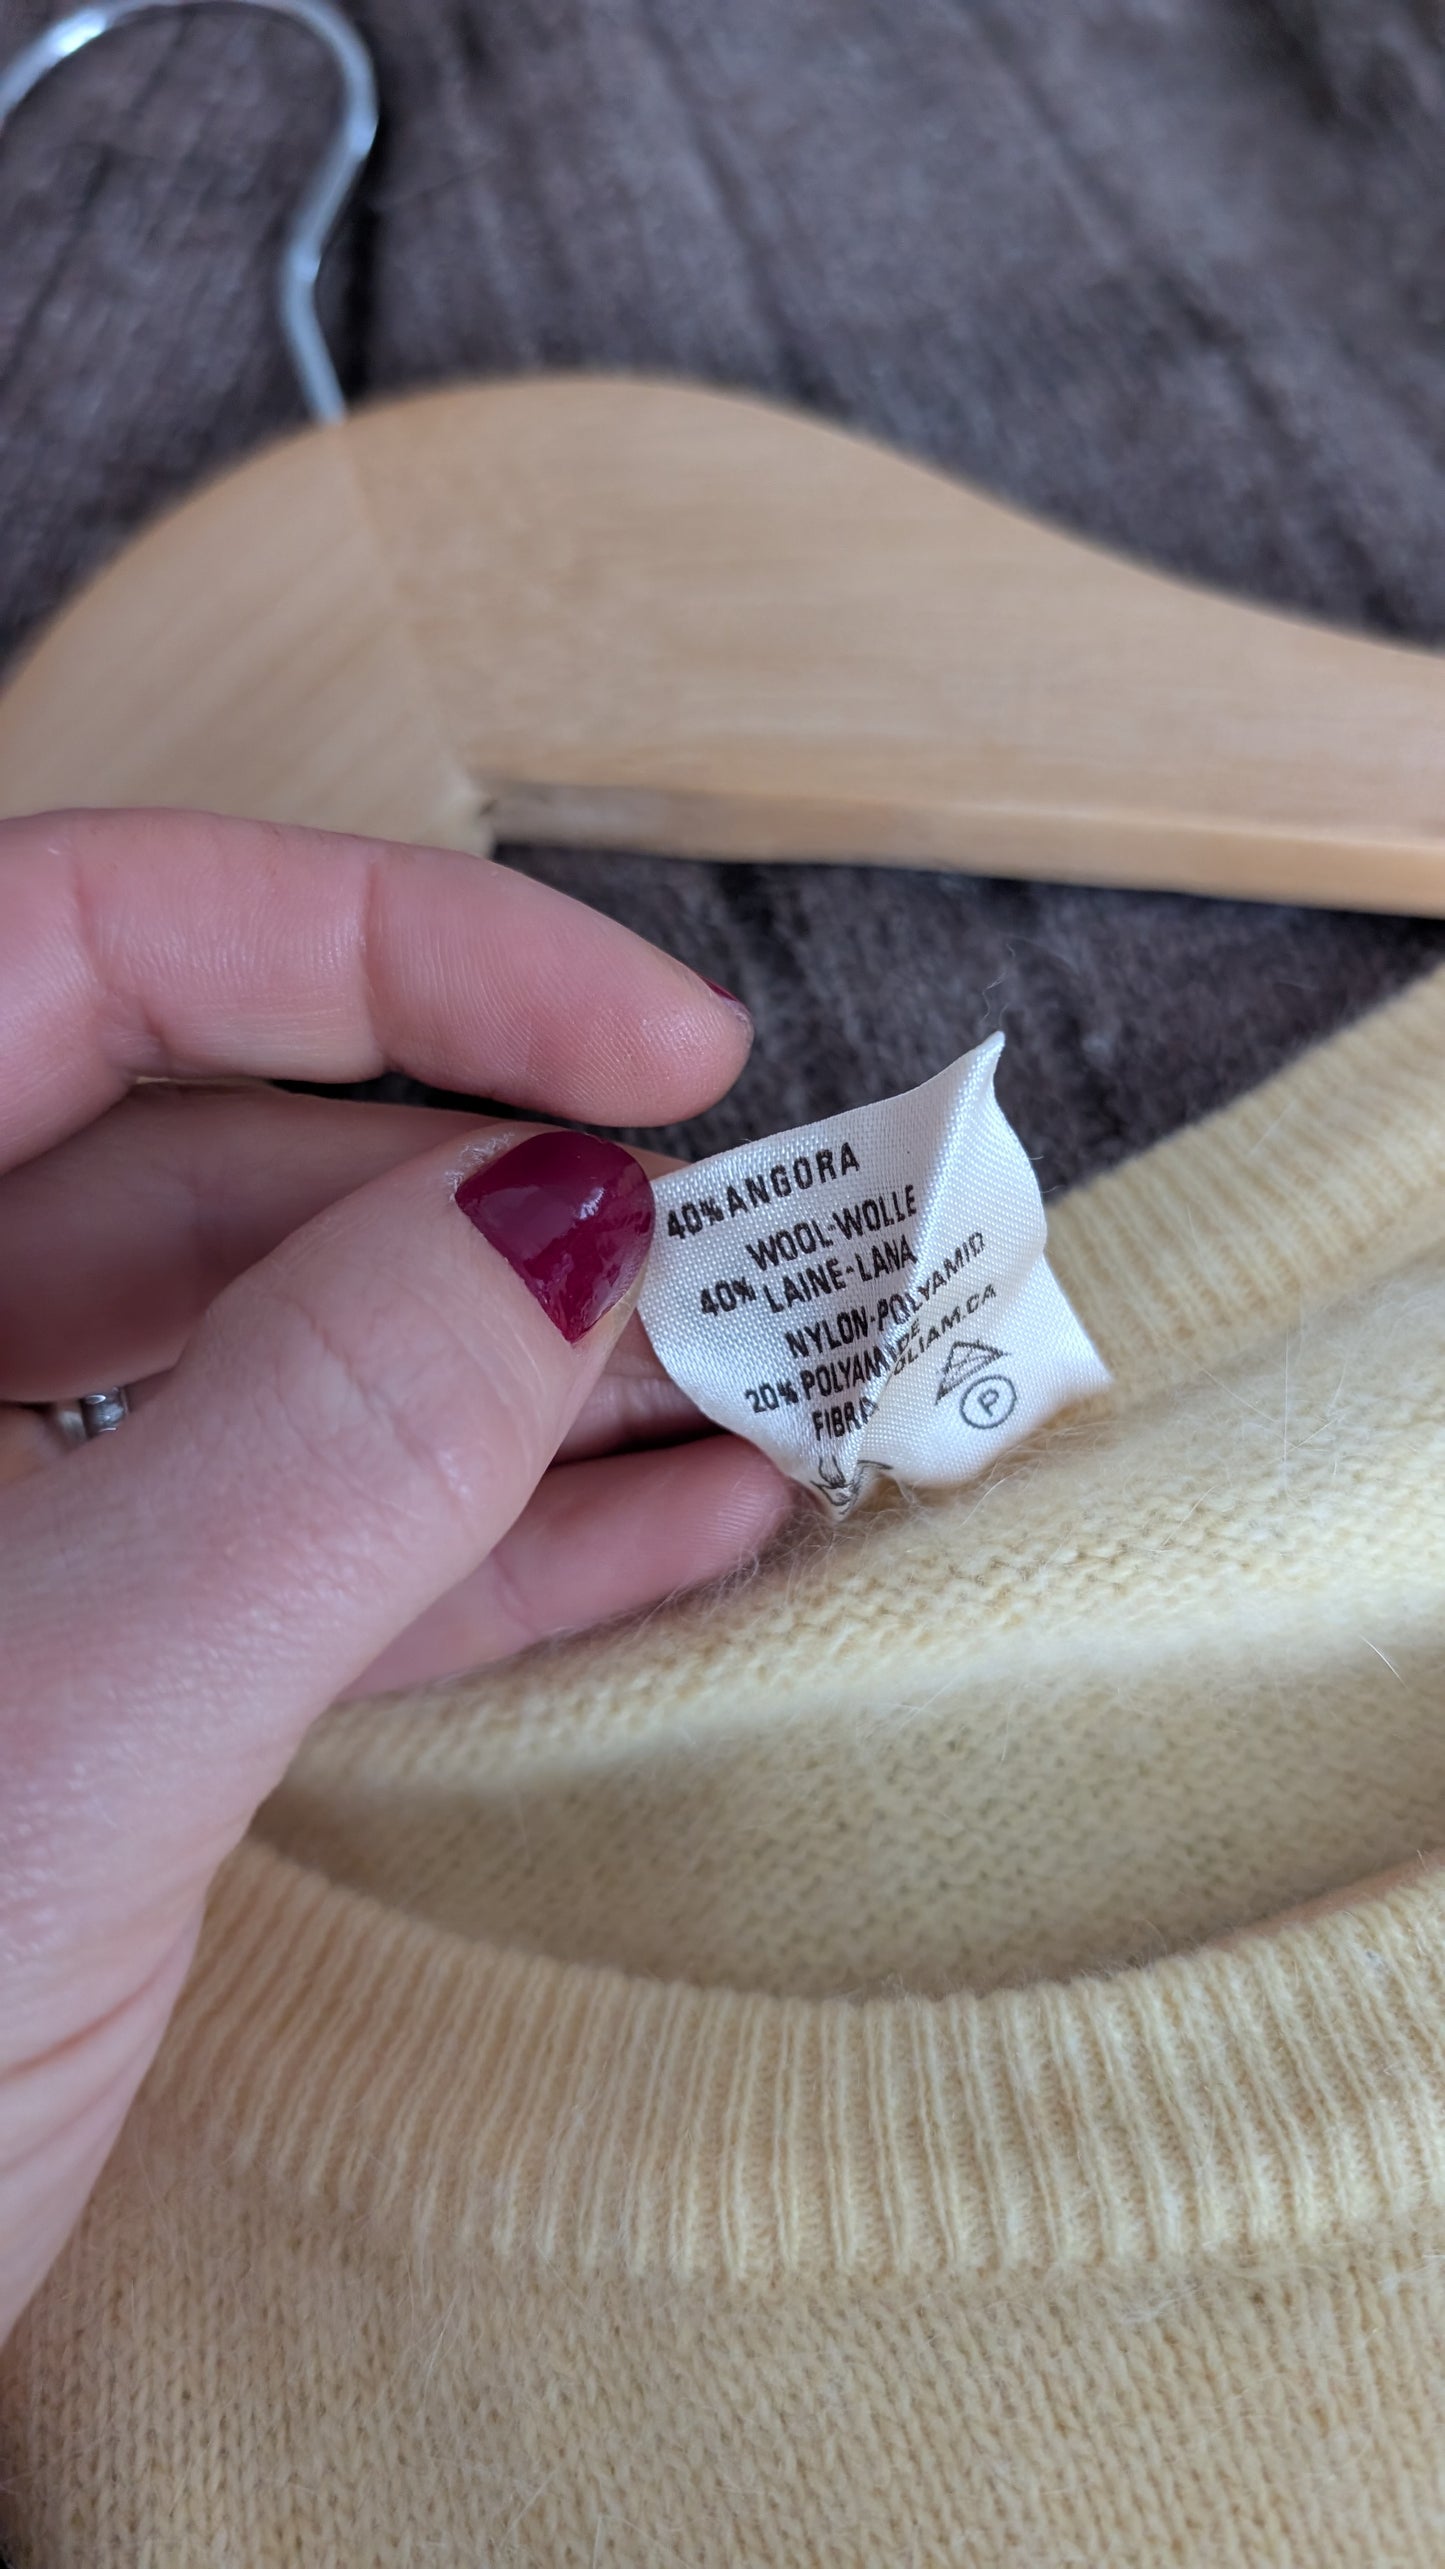 40% ANGORA
WOOL-WOLLE
40% LAINE-LANA
NYLON-POLYAMID
20% POLYAMIDE
FIBRA POLIAM.CA
P